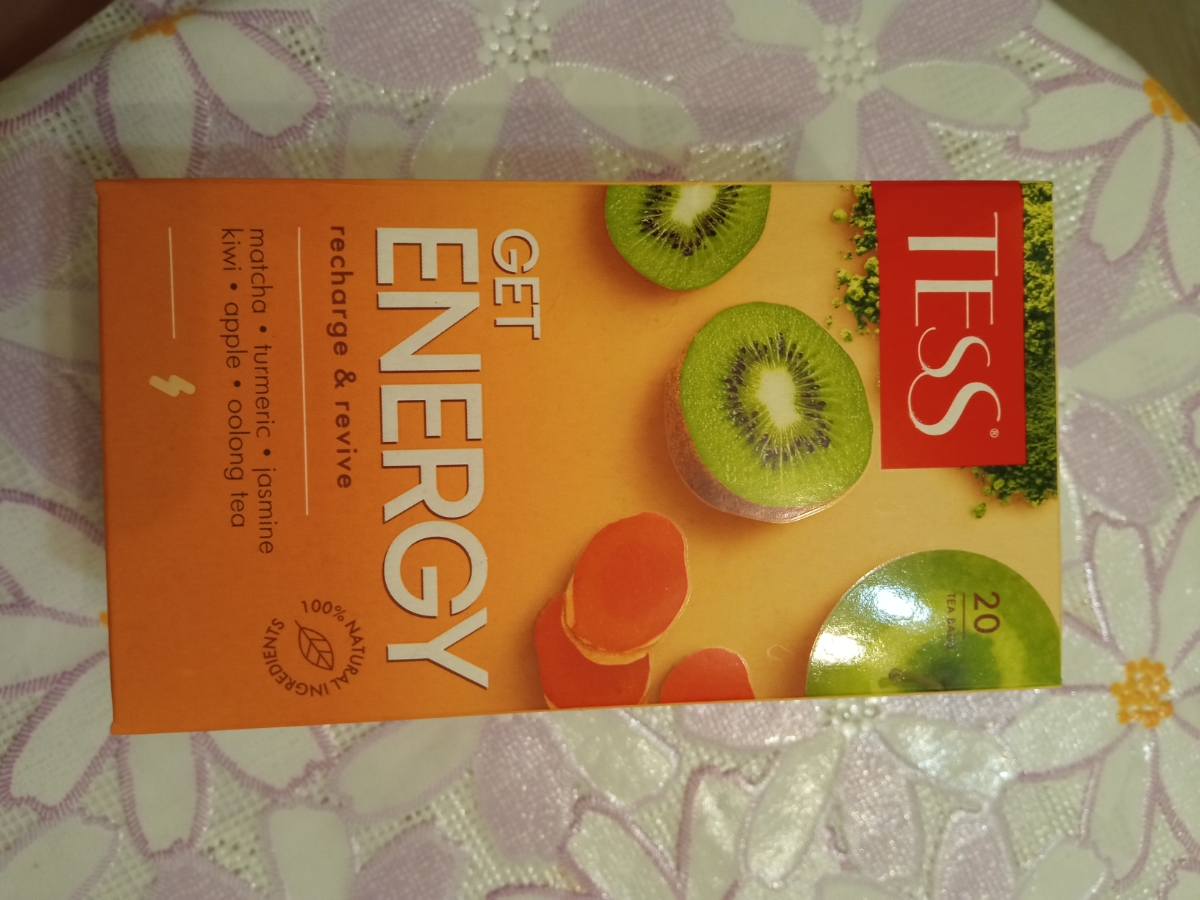 TESS®
20
TEA BAGS
GET
ENERGY
recharge & revive
matcha • turmeric • jasmine
kiwi • apple • oolong tea
100% NATURAL INGREDIENTS